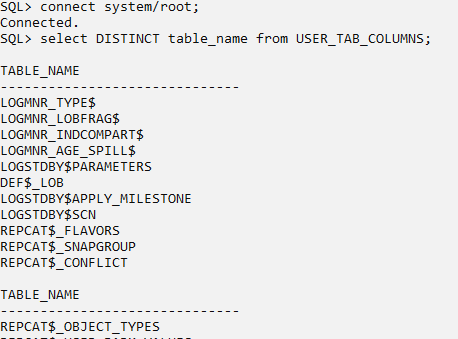 SQL> connect system/root;
Connected.
SQL> select DISTINCT table_name from USER_TAB_COLUMNS;
TABLE_NAME
------------------------------
LOGMNR_TYPE$
LOGMNR_LOBFRAG$
LOGMNR_INDCOMPART$
LOGMNR_AGE_SPILL$
LOGSTDBY$PARAMETERS
DEF$_LOB
LOGSTDBY$APPLY_MILESTONE
LOGSTDBY$SCN
REPCAT$_FLAVORS
REPCAT$_SNAPGROUP
REPCAT$_CONFLICT
TABLE_NAME
------------------------------
REPCAT$_OBJECT_TYPES